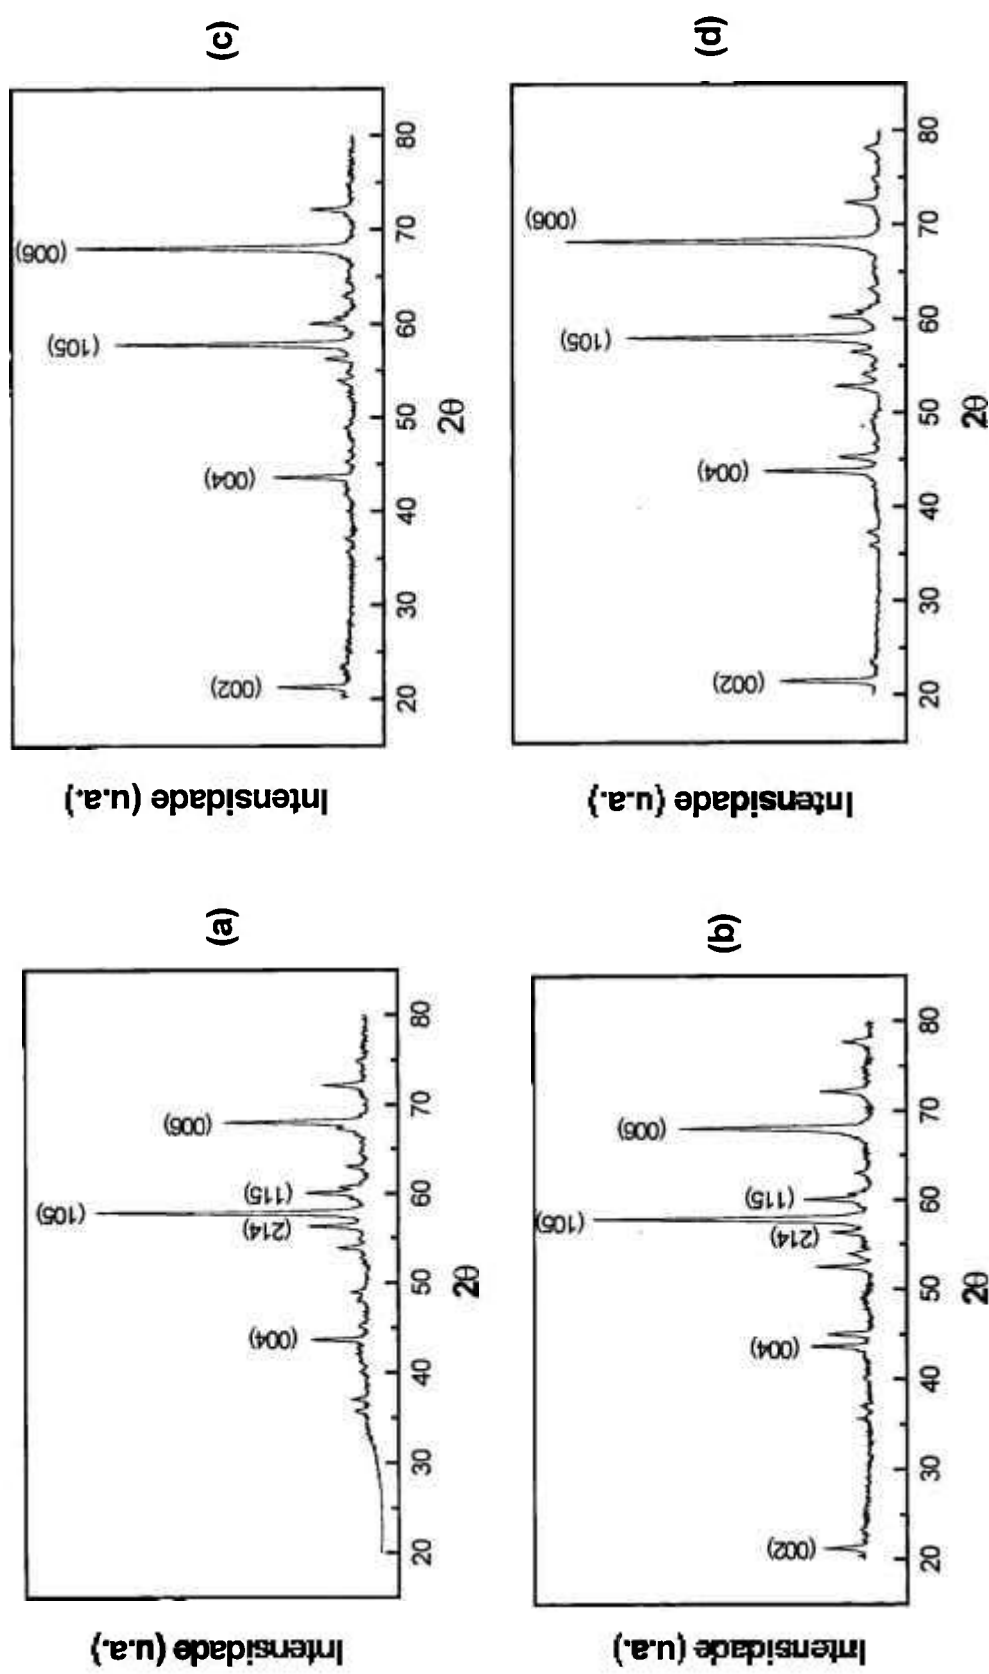 (105)
(006)
(004)
(214)
(115)
Intensidade (u.a.)
20 30 40 50 60 70 80
2θ
(a)
(105)
(006)
(002)
(004)
(214)
(115)
Intensidade (u.a.)
20 30 40 50 60 70 80
2θ
(b)
(006)
(105)
(002)
(004)
Intensidade (u.a.)
20 30 40 50 60 70 80
2θ
(c)
(006)
(105)
(002)
(004)
Intensidade (u.a.)
20 30 40 50 60 70 80
2θ
(d)